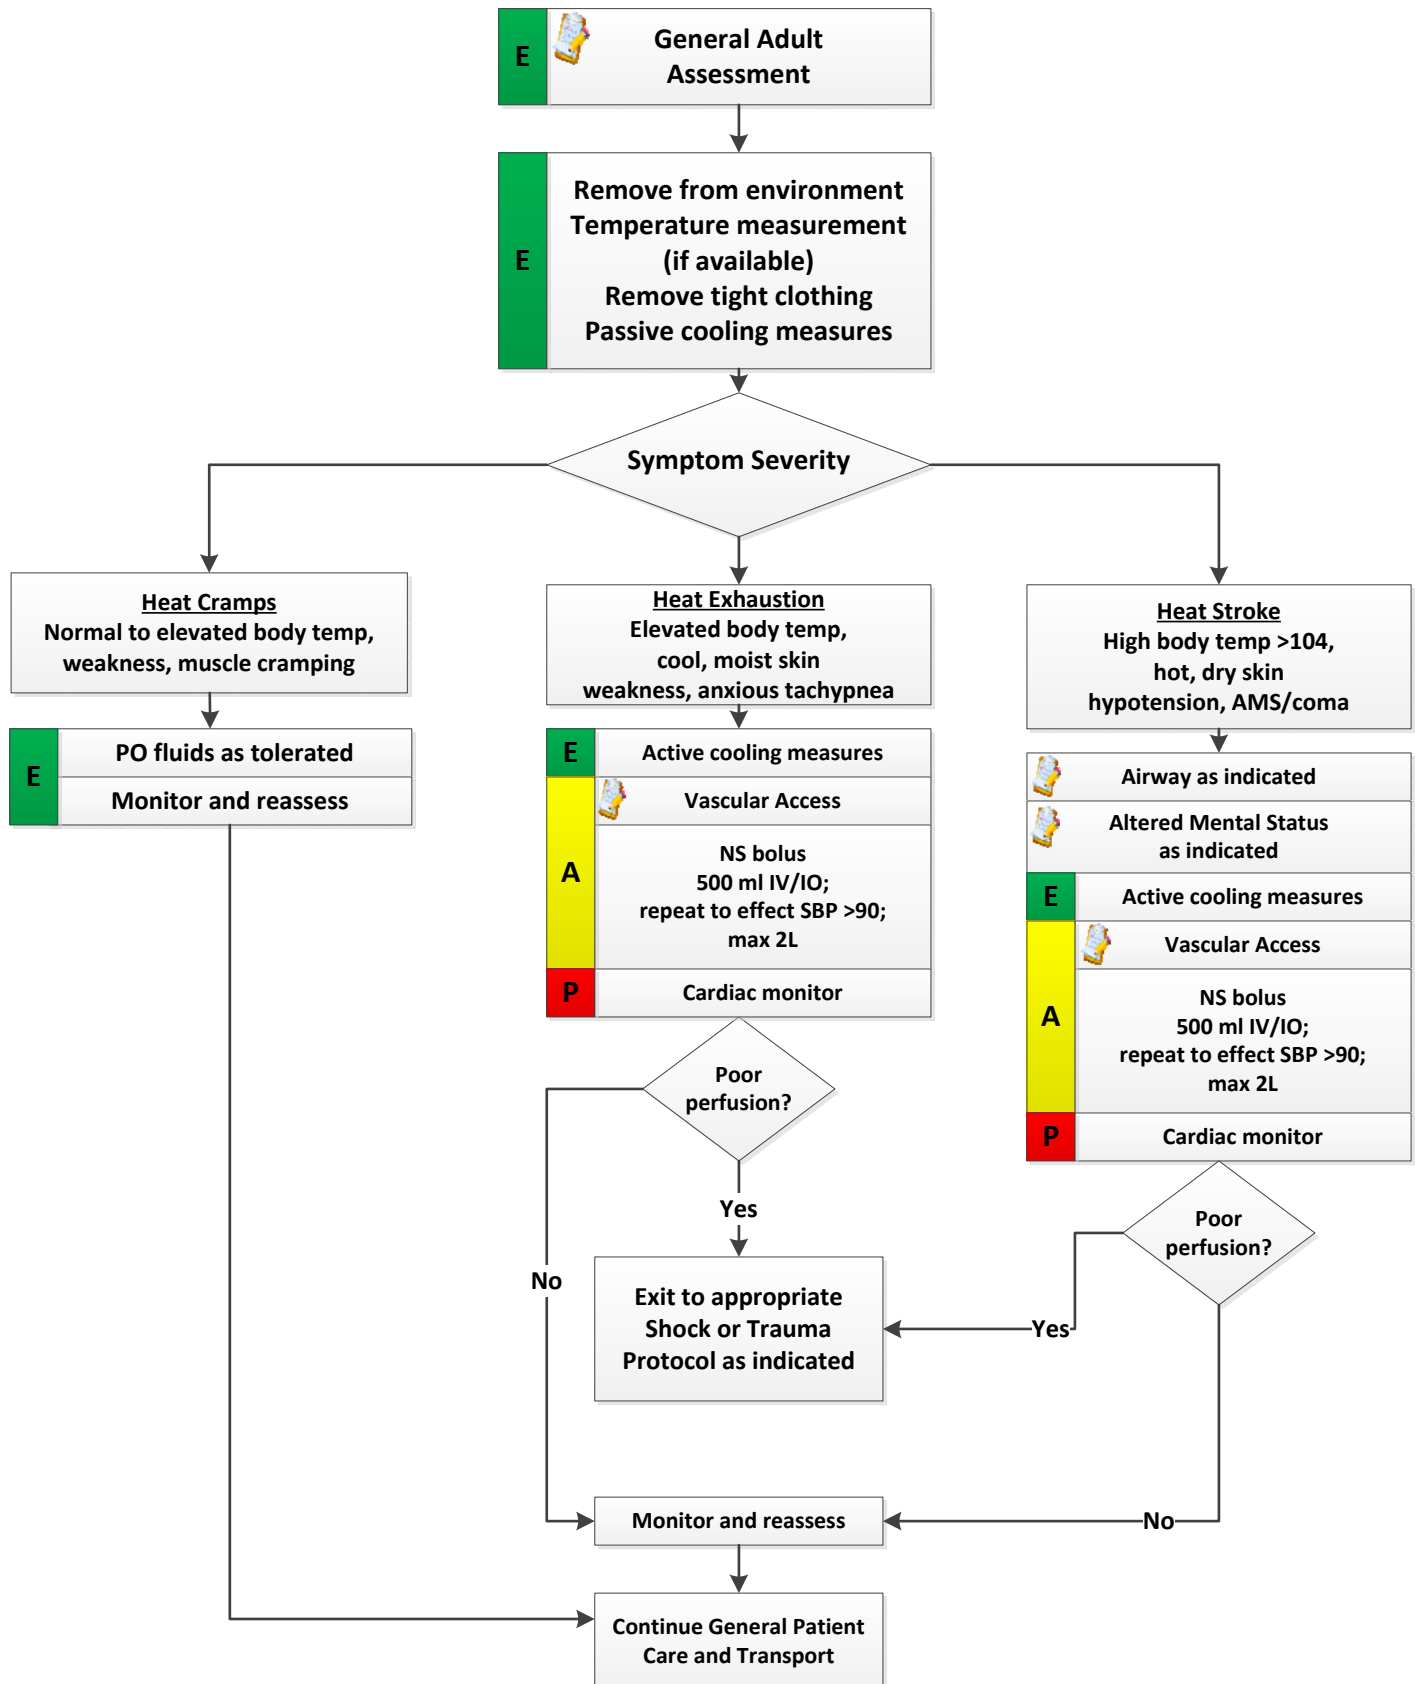 E
General Adult
Assessment
E
Remove from environment
Temperature measurement
(if available)
Remove tight clothing
Passive cooling measures
Symptom Severity
Heat Cramps
Normal to elevated body temp,
weakness, muscle cramping
E
PO fluids as tolerated
Monitor and reassess
Heat Exhaustion
Elevated body temp,
cool, moist skin
weakness, anxious tachypnea
E
Active cooling measures
A
Vascular Access
NS bolus
500 ml IV/IO;
repeat to effect SBP >90;
max 2L
P
Cardiac monitor
Poor
perfusion?
Yes
No
Heat Stroke
High body temp >104,
hot, dry skin
hypotension, AMS/coma
Airway as indicated
Altered Mental Status
as indicated
E
Active cooling measures
A
Vascular Access
NS bolus
500 ml IV/IO;
repeat to effect SBP >90;
max 2L
P
Cardiac monitor
Poor
perfusion?
Yes
No
Exit to appropriate
Shock or Trauma
Protocol as indicated
Monitor and reassess
Continue General Patient
Care and Transport